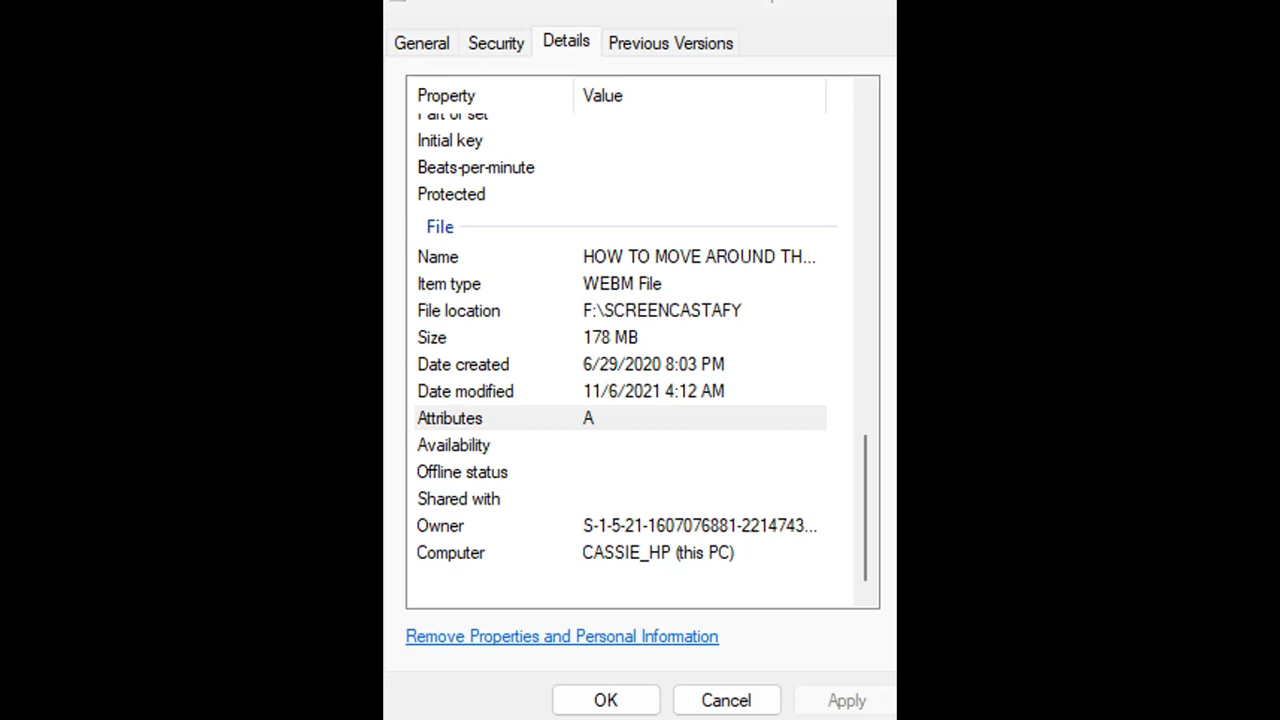 General Security Details Previous Versions
Property Value
Part of set
Initial key
Beats-per-minute
Protected
File
Name HOW TO MOVE AROUND TH...
Item type WEBM File
File location F:\SCREENCASTAFY
Size 178 MB
Date created 6/29/2020 8:03 PM
Date modified 11/6/2021 4:12 AM
Attributes A
Availability
Offline status
Shared with
Owner S-1-5-21-1607076881-2214743...
Computer CASSIE_HP (this PC)
Remove Properties and Personal Information
OK Cancel Apply